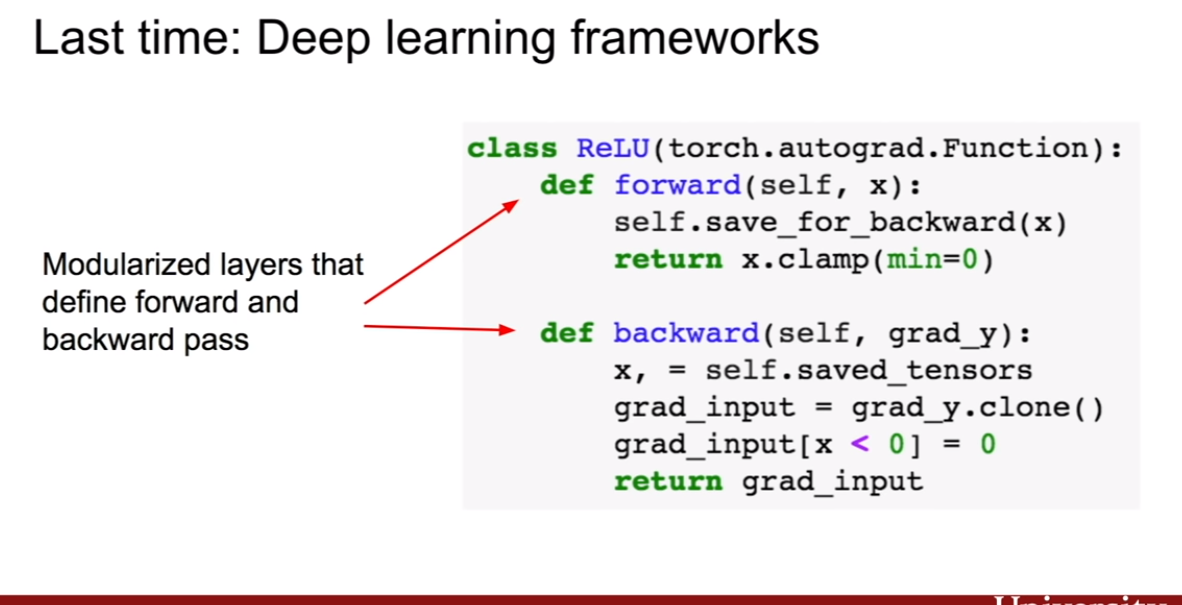 Last time: Deep learning frameworks
Modularized layers that
define forward and
backward pass
class ReLU(torch.autograd.Function):
def forward(self, x):
self.save_for_backward(x)
return x.clamp(min=0)
def backward(self, grad_y):
x, = self.saved_tensors
grad_input = grad_y.clone()
grad_input[x < 0] = 0
return grad_input